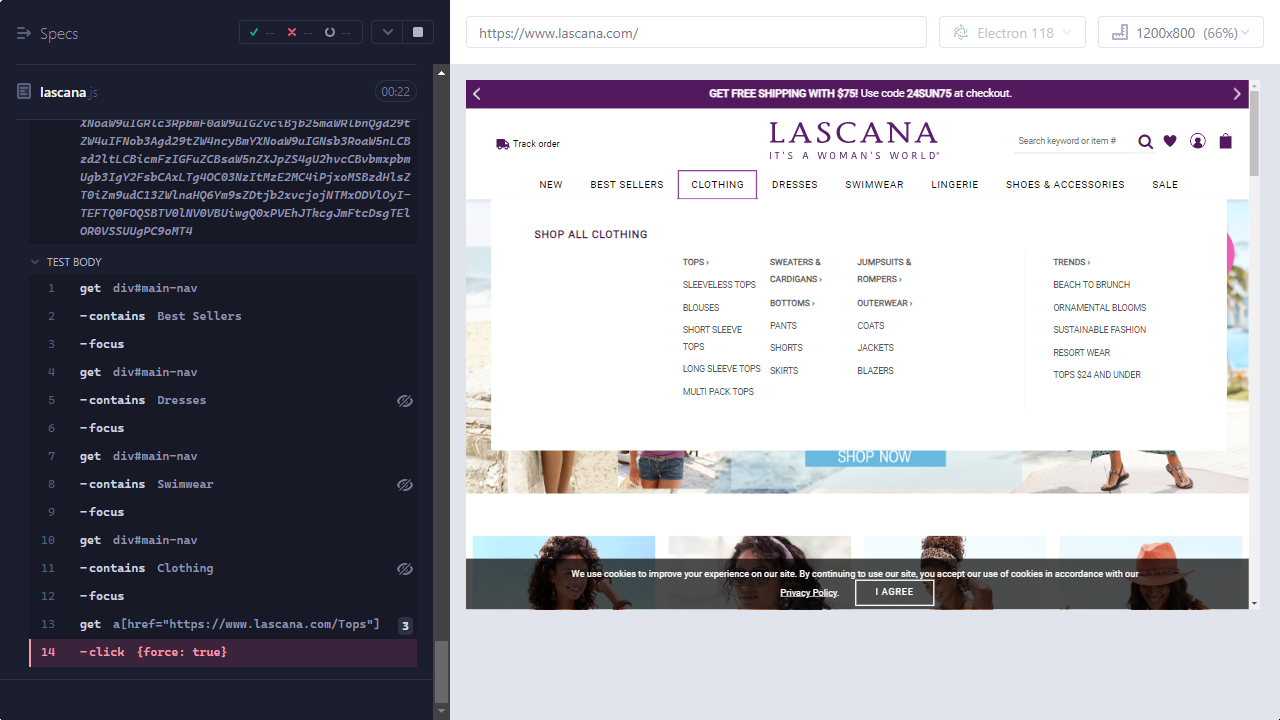 Specs
-- -- --
lascana.js
00:22
TEST BODY
1 get div#main-nav
2 -contains Best Sellers
3 -focus
4 get div#main-nav
5 -contains Dresses
6 -focus
7 get div#main-nav
8 -contains Swimwear
9 -focus
10 get div#main-nav
11 -contains Clothing
12 -focus
13 get a[href="https://www.lascana.com/Tops"] 3
14 -click {force: true}
https://www.lascana.com/
Electron 118
1200x800 (66%)
GET FREE SHIPPING WITH $75! Use code 24SUN75 at checkout.
Track order
LASCANA
IT'S A WOMAN'S WORLD
Search keyword or item #
NEW BEST SELLERS CLOTHING DRESSES SWIMWEAR LINGERIE SHOES & ACCESSORIES SALE
SHOP ALL CLOTHING
TOPS ›
SLEEVELESS TOPS
BLOUSES
SHORT SLEEVE
TOPS
LONG SLEEVE TOPS
MULTI PACK TOPS
SWEATERS &
CARDIGANS ›
BOTTOMS ›
PANTS
SHORTS
SKIRTS
JUMPSUITS &
ROMPERS ›
OUTERWEAR ›
COATS
JACKETS
BLAZERS
TRENDS ›
BEACH TO BRUNCH
ORNAMENTAL BLOOMS
SUSTAINABLE FASHION
RESORT WEAR
TOPS $24 AND UNDER
SHOP NOW
We use cookies to improve your experience on our site. By continuing to use our site, you accept our use of cookies in accordance with our
Privacy Policy.
I AGREE